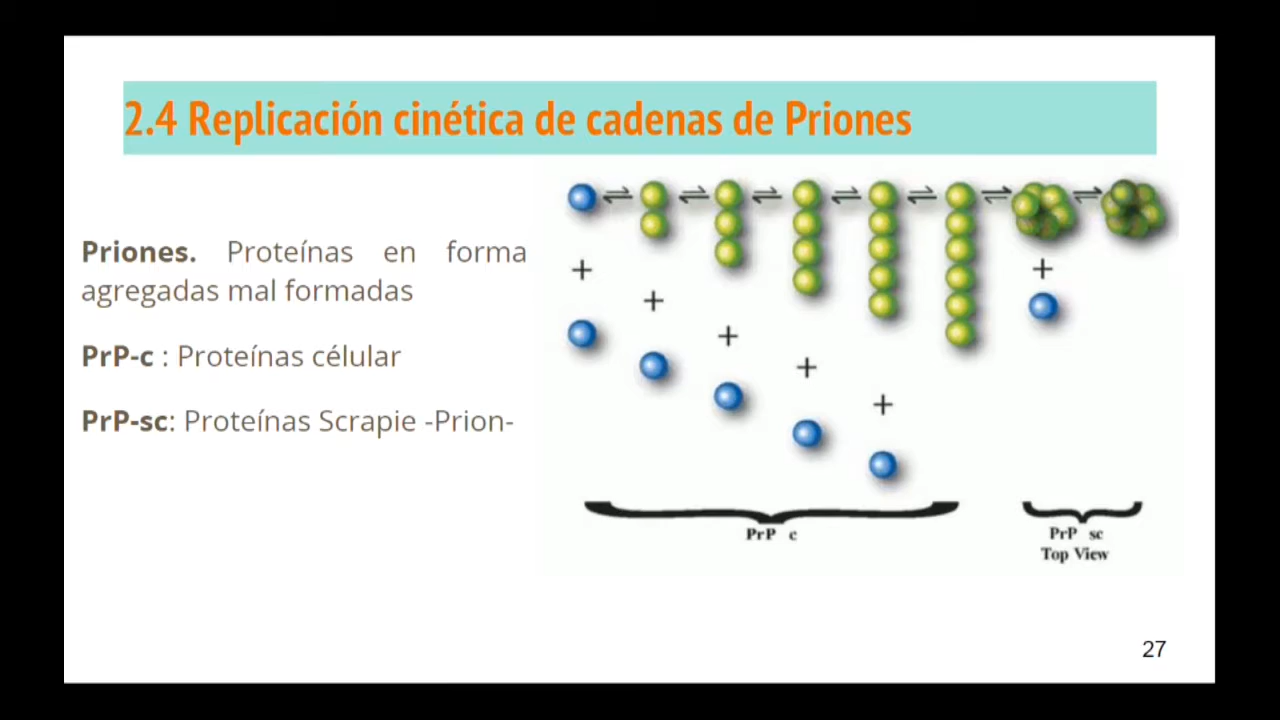 2.4 Replicación cinética de cadenas de Priones
Priones. Proteínas en forma
agregadas mal formadas
PrP-c : Proteínas célular
PrP-sc: Proteínas Scrapie -Prion-
+ + + + + +
PrP c
PrP sc
Top View
27